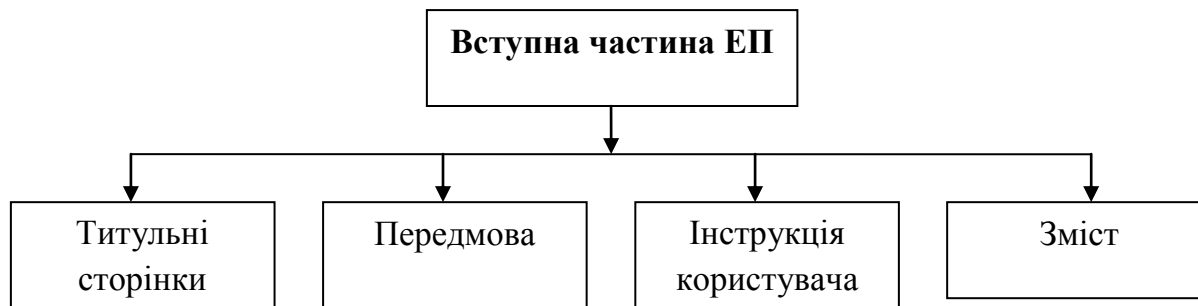 Вступна частина ЕП
Титульні
сторінки
Передмова
Інструкція
користувача
Зміст